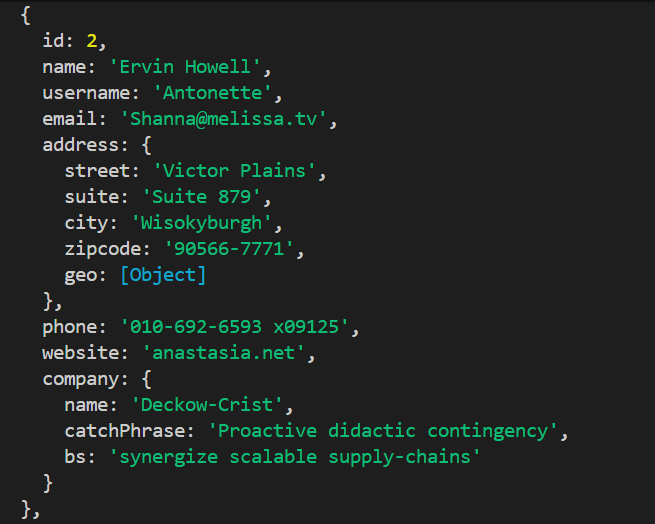 {
  id: 2,
  name: 'Ervin Howell',
  username: 'Antonette',
  email: 'Shanna@melissa.tv',
  address: {
    street: 'Victor Plains',
    suite: 'Suite 879',
    city: 'Wisokyburgh',
    zipcode: '90566-7771',
    geo: [Object]
  },
  phone: '010-692-6593 x09125',
  website: 'anastasia.net',
  company: {
    name: 'Deckow-Crist',
    catchPhrase: 'Proactive didactic contingency',
    bs: 'synergize scalable supply-chains'
  }
},